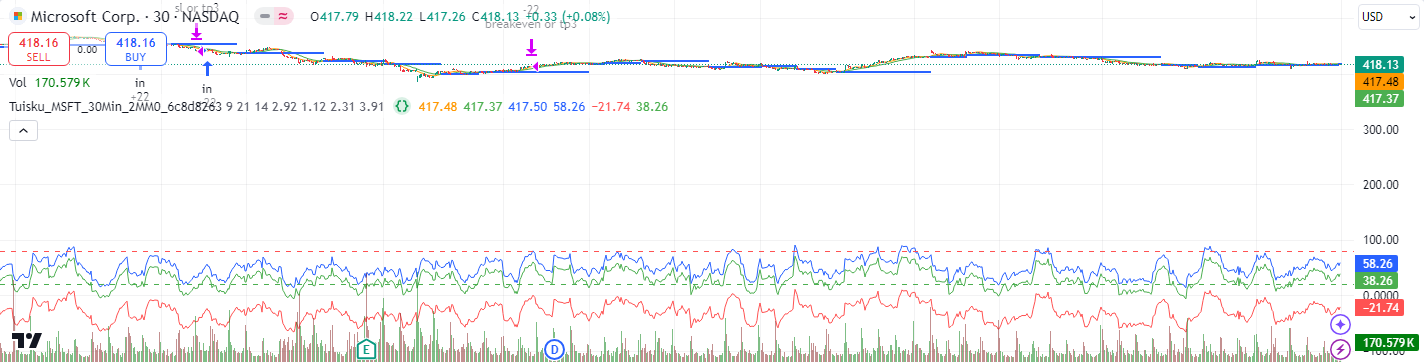 sl or tp3
-22
Microsoft Corp. · 30 · NASDAQ O417.79 H418.22 L417.26 C418.13 +0.33 (+0.08%)
USD
breakeven or tp3
418.16
SELL
0.00
418.16
BUY
418.13
Vol 170.579 K
in
+22
in
417.48
417.37
Tuisku_MSFT_30Min_2MM0_6c8d8263 9 21 14 2.92 1.12 2.31 3.91 417.48 417.37 417.50 58.26 −21.74 38.26
300.00
200.00
100.00
58.26
38.26
0.0000
−21.74
E
D
170.579 K